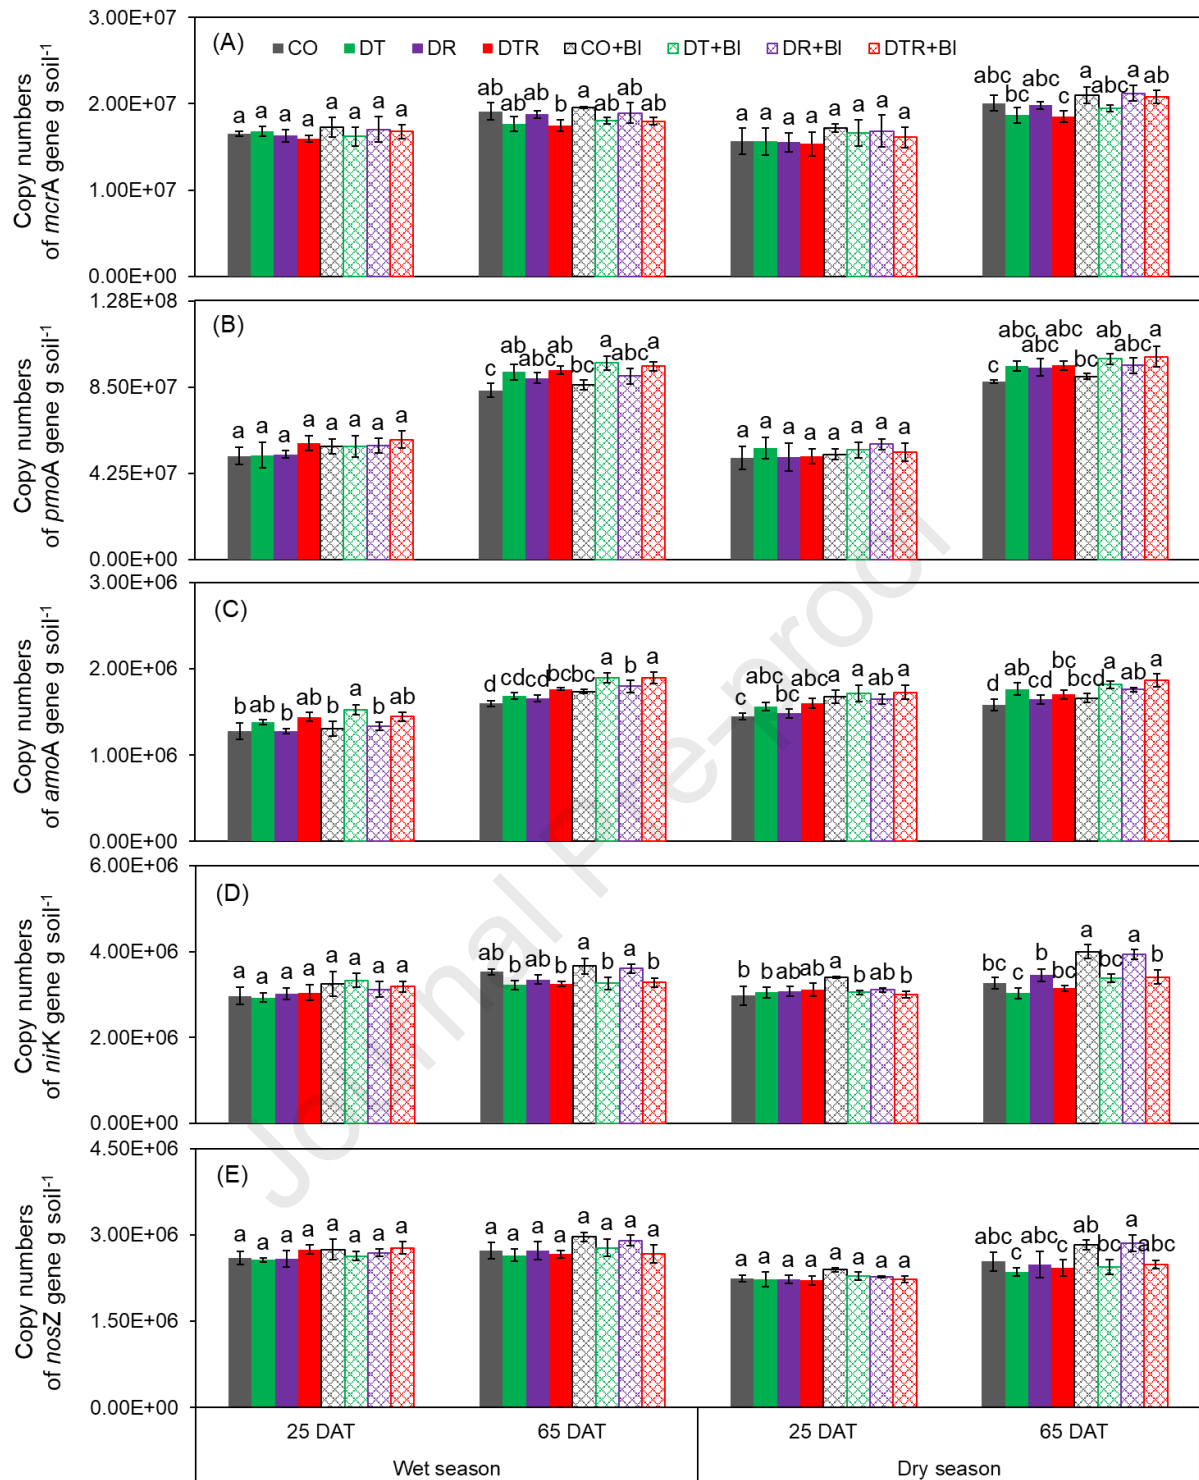 3.00E+07
2.00E+07
1.00E+07
0.00E+00
Copy numbers
of mcrA gene g soil-1
(A)
CO DT DR DTR CO+BI DT+BI DR+BI DTR+BI
a a a a a a a a
ab ab ab b a ab ab ab
a a a a a a a a
abc bc abc c a abc a ab
1.28E+08
8.50E+07
4.25E+07
0.00E+00
Copy numbers
of pmoA gene g soil-1
(B)
a a a a a a a a
c ab abc ab bc a abc a
a a a a a a a a
c abc abc abc bc ab abc a
3.00E+06
2.00E+06
1.00E+06
0.00E+00
Copy numbers
of amoA gene g soil-1
(C)
b ab b ab b a b ab
d cd cd bc bc a b a
c abc bc abc a a ab a
d ab cd bc bcd a ab a
6.00E+06
4.00E+06
2.00E+06
0.00E+00
Copy numbers
of nirK gene g soil-1
(D)
a a a a a a a a
ab b b b a b a b
b b ab ab a b ab b
bc c b bc a bc a b
4.50E+06
3.00E+06
1.50E+06
0.00E+00
Copy numbers
of nosZ gene g soil-1
(E)
a a a a a a a a
a a a a a a a a
a a a a a a a a
abc c abc c ab bc a abc
25 DAT 65 DAT 25 DAT 65 DAT
Wet season Dry season
Journal Pre-proof